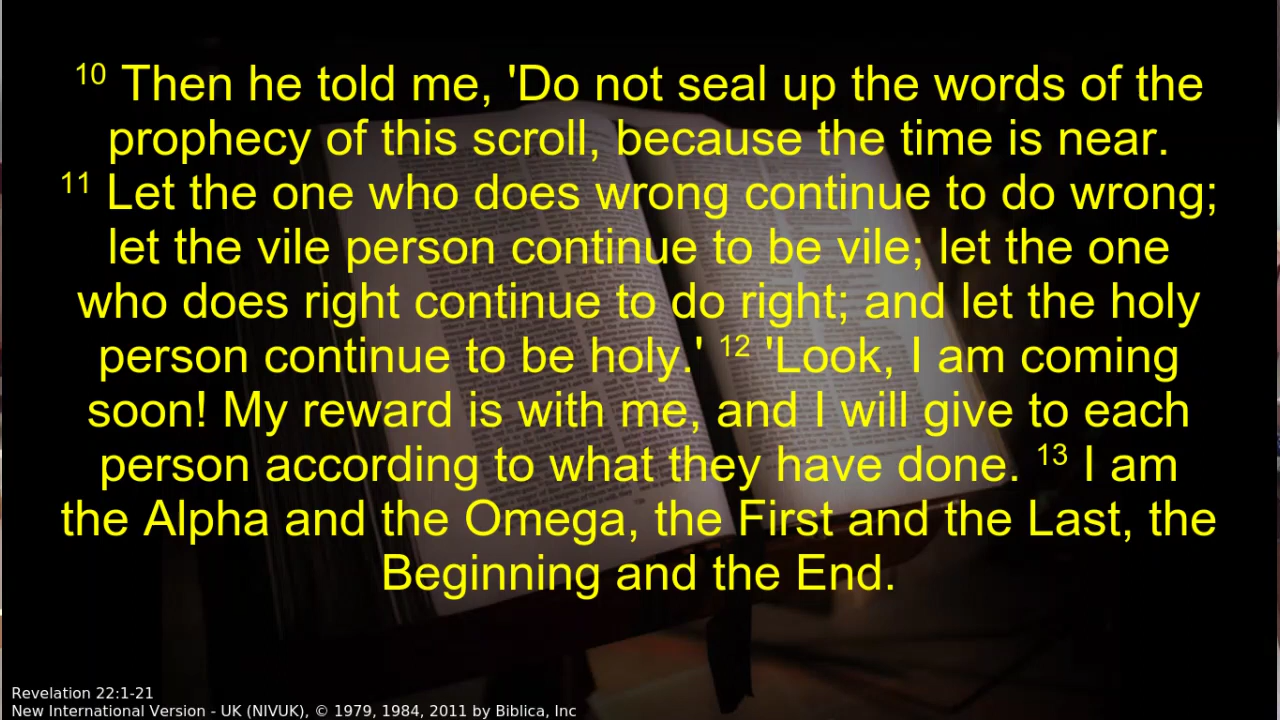 10 Then he told me, 'Do not seal up the words of the
prophecy of this scroll, because the time is near.
11 Let the one who does wrong continue to do wrong;
let the vile person continue to be vile; let the one
who does right continue to do right; and let the holy
person continue to be holy.' 12 'Look, I am coming
soon! My reward is with me, and I will give to each
person according to what they have done. 13 I am
the Alpha and the Omega, the First and the Last, the
Beginning and the End.
Revelation 22:1-21
New International Version - UK (NIVUK), © 1979, 1984, 2011 by Biblica, Inc